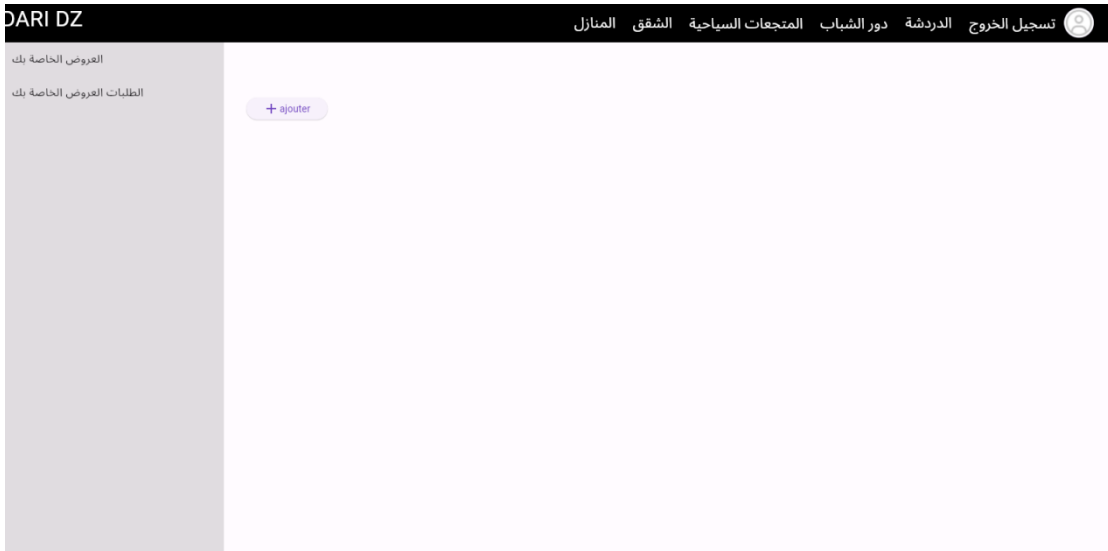 DARI DZ
المنازل الشقق المتجعات السياحية دور الشباب الدردشة تسجيل الخروج
العروض الخاصة بك
الطلبات العروض الخاصة بك
+ ajouter